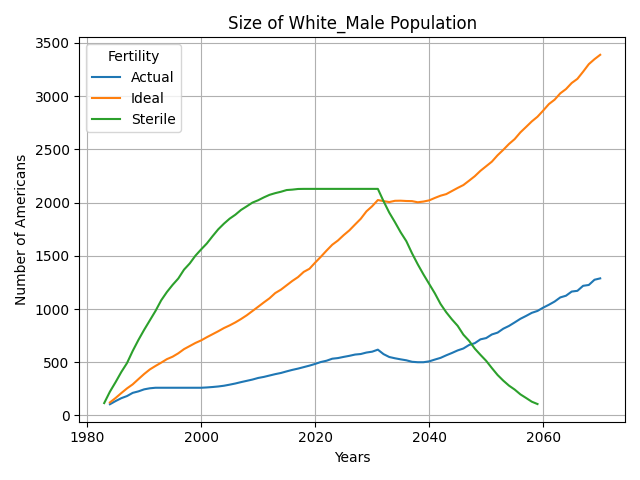 Size of White_Male Population
Number of Americans
3500
3000
2500
2000
1500
1000
500
0
Fertility
Actual
Ideal
Sterile
1980
2000
2020
2040
2060
Years